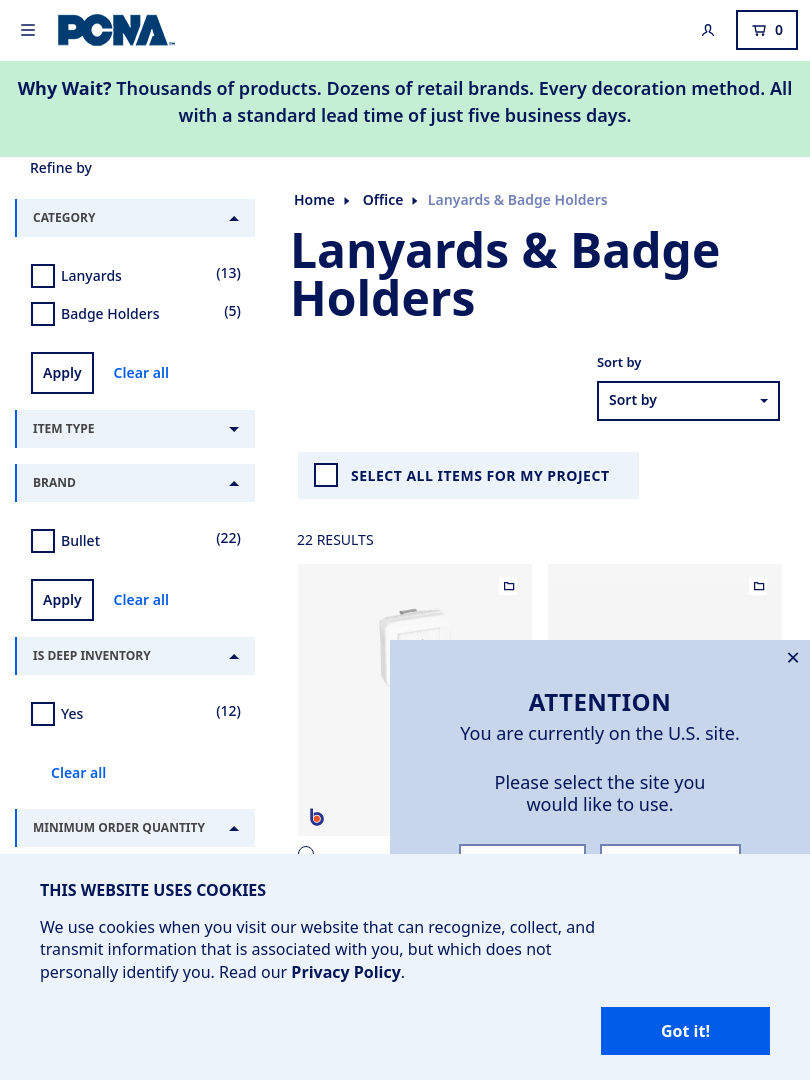 PCNA
0
Why Wait? Thousands of products. Dozens of retail brands. Every decoration method. All
with a standard lead time of just five business days.
Refine by
CATEGORY
Lanyards (13)
Badge Holders (5)
Apply Clear all
ITEM TYPE
BRAND
Bullet (22)
Apply Clear all
IS DEEP INVENTORY
Yes (12)
Clear all
MINIMUM ORDER QUANTITY
Home Office Lanyards & Badge Holders
Lanyards & Badge
Holders
Sort by
Sort by
SELECT ALL ITEMS FOR MY PROJECT
22 RESULTS
b
ATTENTION
You are currently on the U.S. site.
Please select the site you
would like to use.
THIS WEBSITE USES COOKIES
We use cookies when you visit our website that can recognize, collect, and
transmit information that is associated with you, but which does not
personally identify you. Read our Privacy Policy.
Got it!